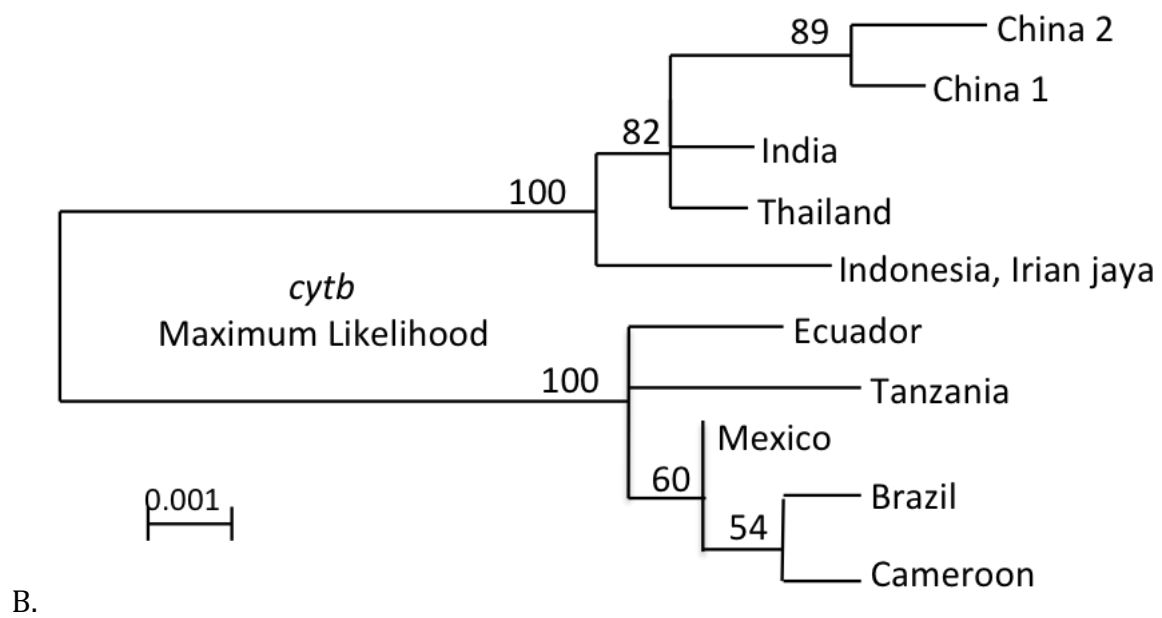 89
China 2
China 1
82
India
100
Thailand
Indonesia, Irian jaya
cytb
Maximum Likelihood
Ecuador
100
Tanzania
Mexico
60
0.001
Brazil
54
Cameroon
B.